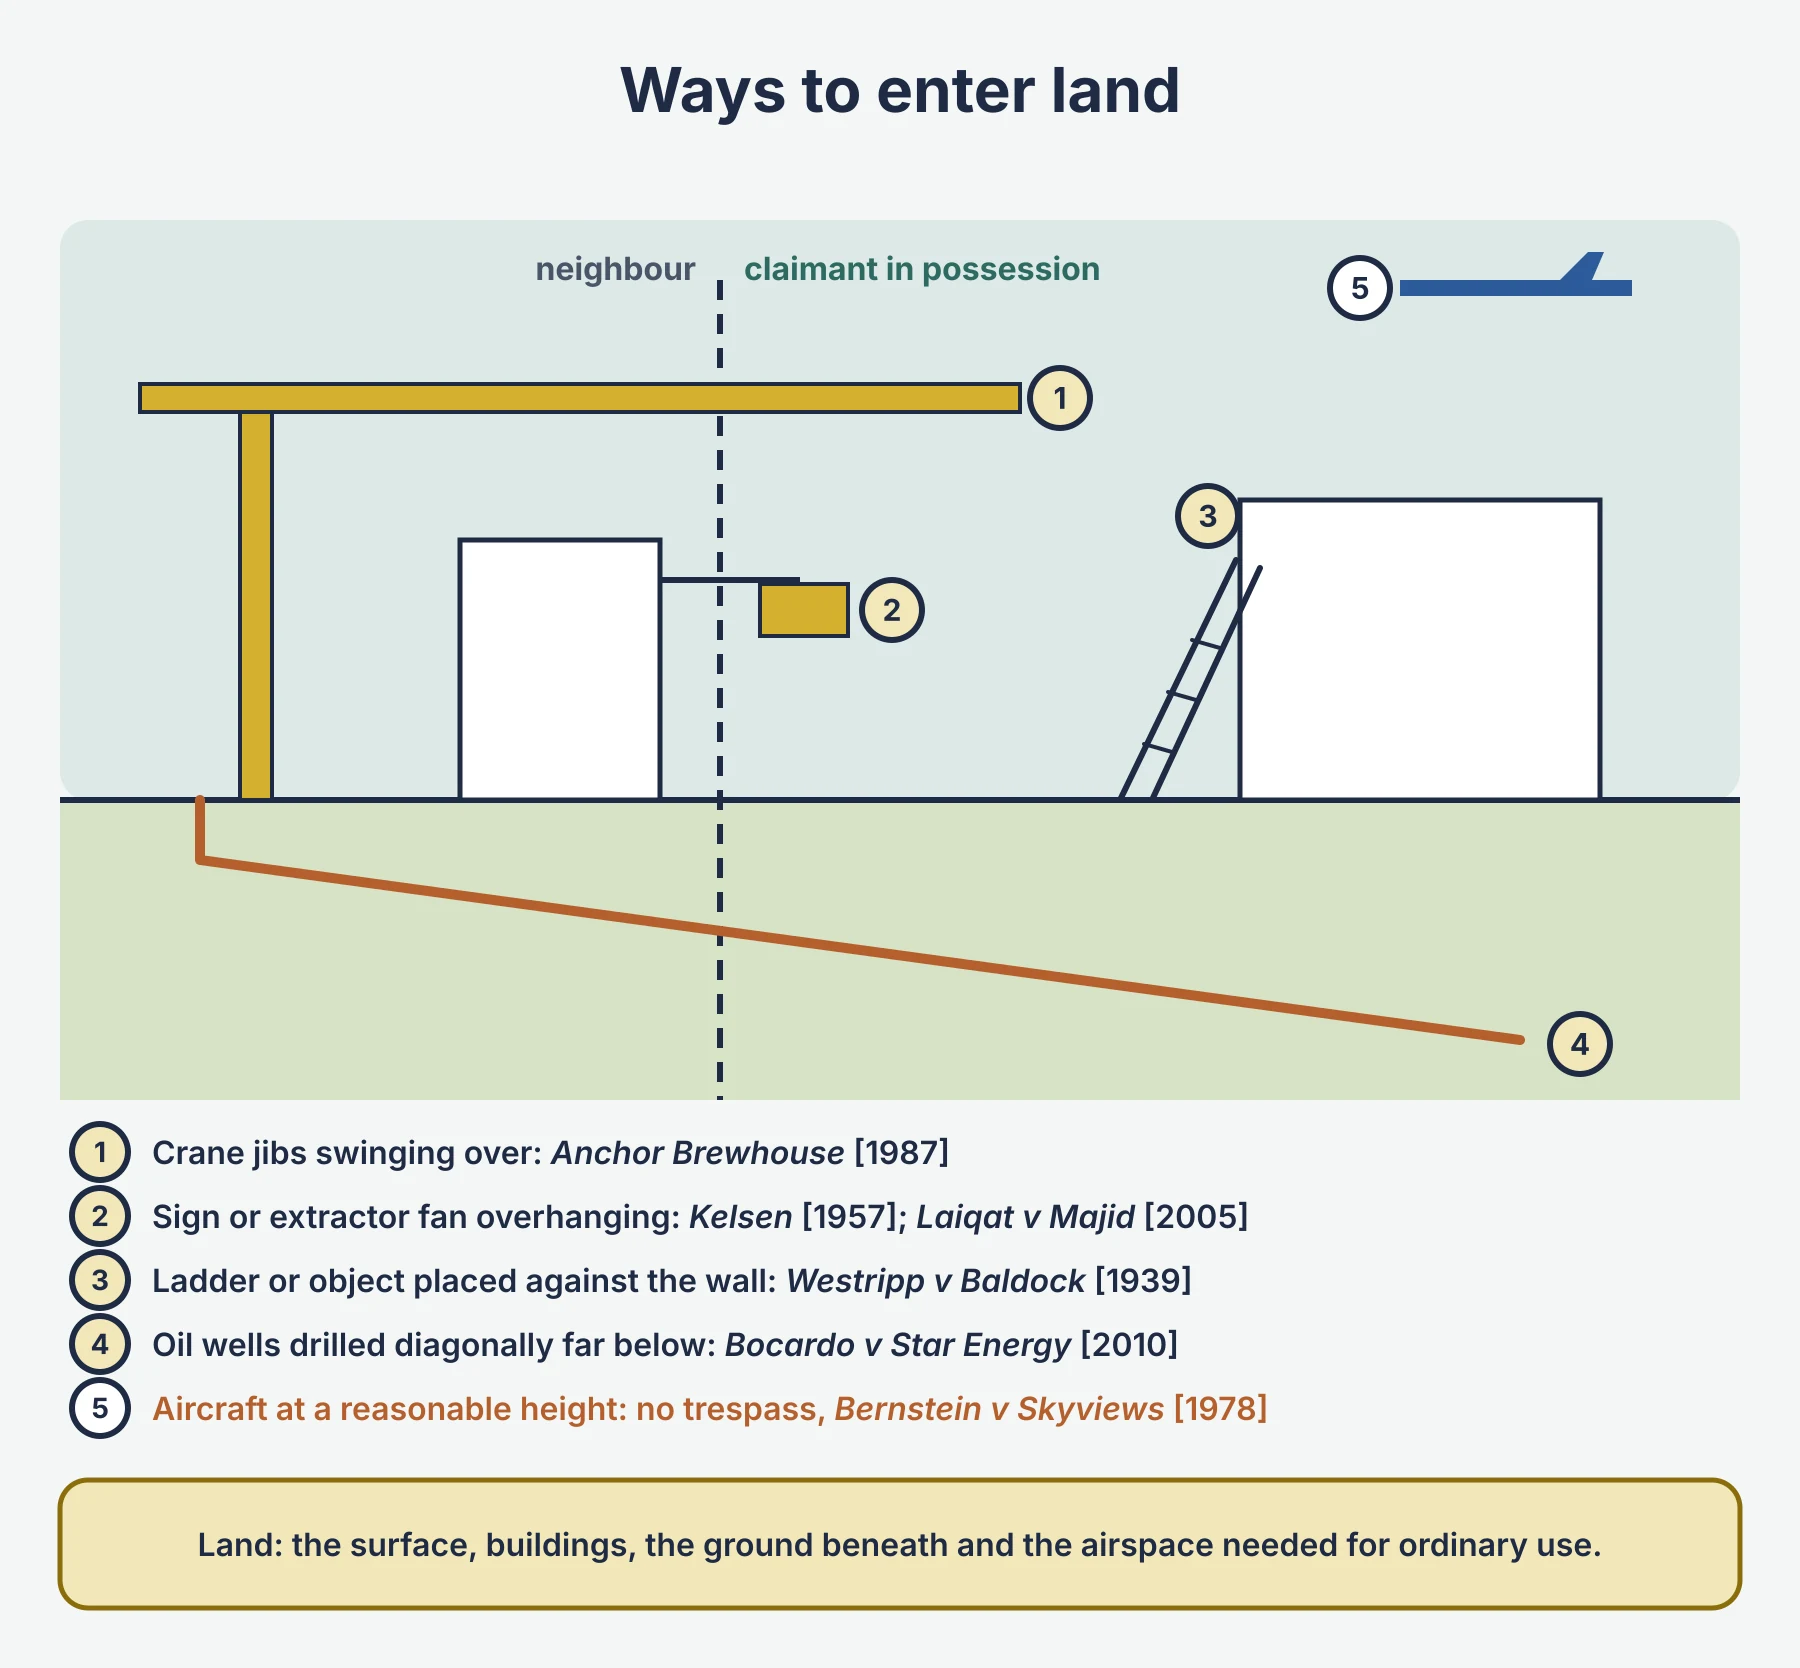 Ways to enter land
neighbour
claimant in possession
5
1
3
2
4
1 Crane jibs swinging over: Anchor Brewhouse [1987]
2 Sign or extractor fan overhanging: Kelsen [1957]; Laiqat v Majid [2005]
3 Ladder or object placed against the wall: Westripp v Baldock [1939]
4 Oil wells drilled diagonally far below: Bocardo v Star Energy [2010]
5 Aircraft at a reasonable height: no trespass, Bernstein v Skyviews [1978]
Land: the surface, buildings, the ground beneath and the airspace needed for ordinary use.